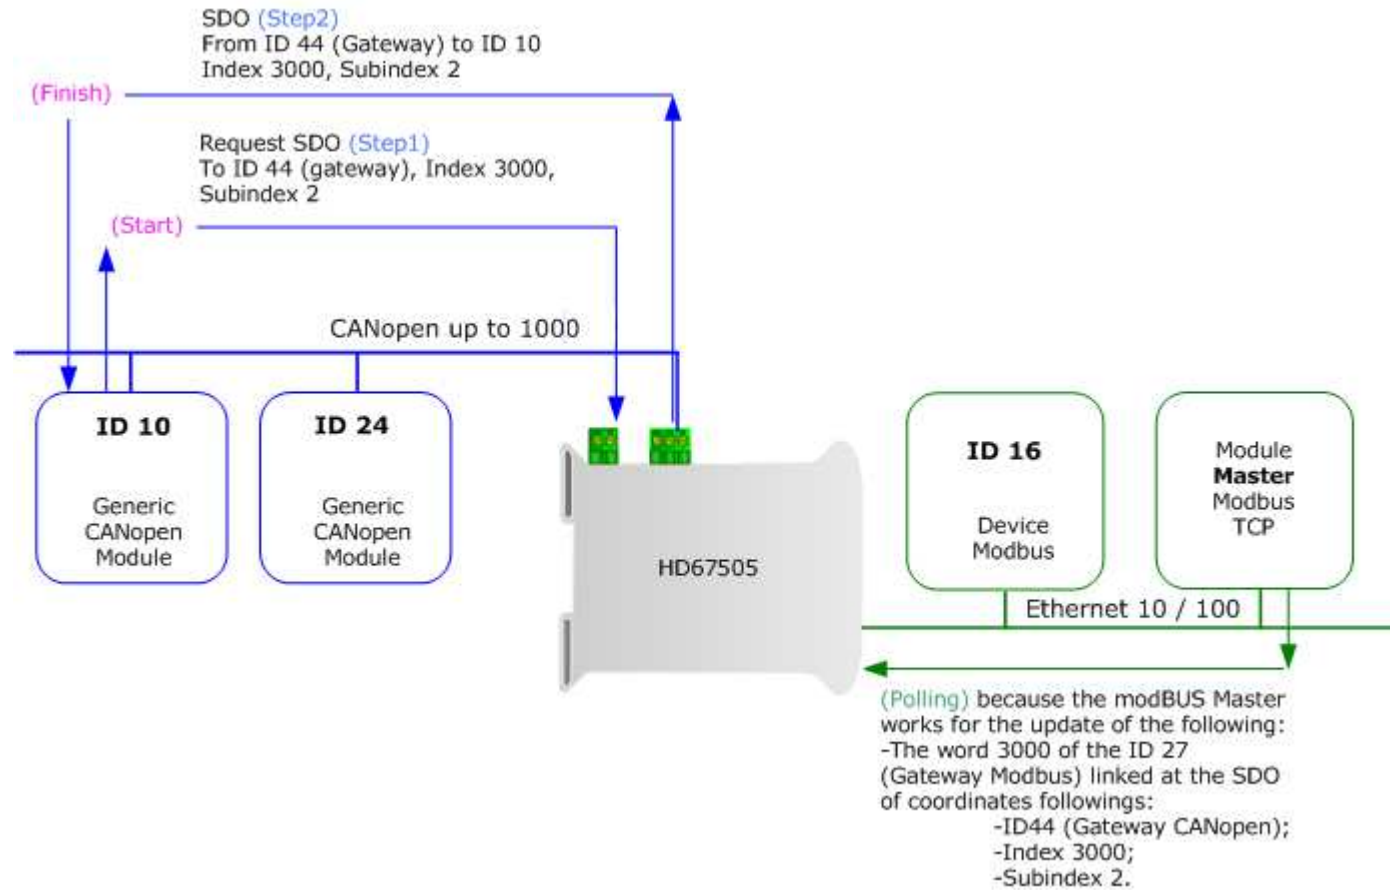 SDO (Step2)
From ID 44 (Gateway) to ID 10
Index 3000, Subindex 2
(Finish)
Request SDO (Step1)
To ID 44 (gateway), Index 3000,
Subindex 2
(Start)
CANopen up to 1000
ID 10
Generic
CANopen
Module
ID 24
Generic
CANopen
Module
HD67505
ID 16
Device
Modbus
Module
Master
Modbus
TCP
Ethernet 10 / 100
(Polling) because the modBUS Master
works for the update of the following:
-The word 3000 of the ID 27
(Gateway Modbus) linked at the SDO
of coordinates followings:
-ID44 (Gateway CANopen);
-Index 3000;
-Subindex 2.